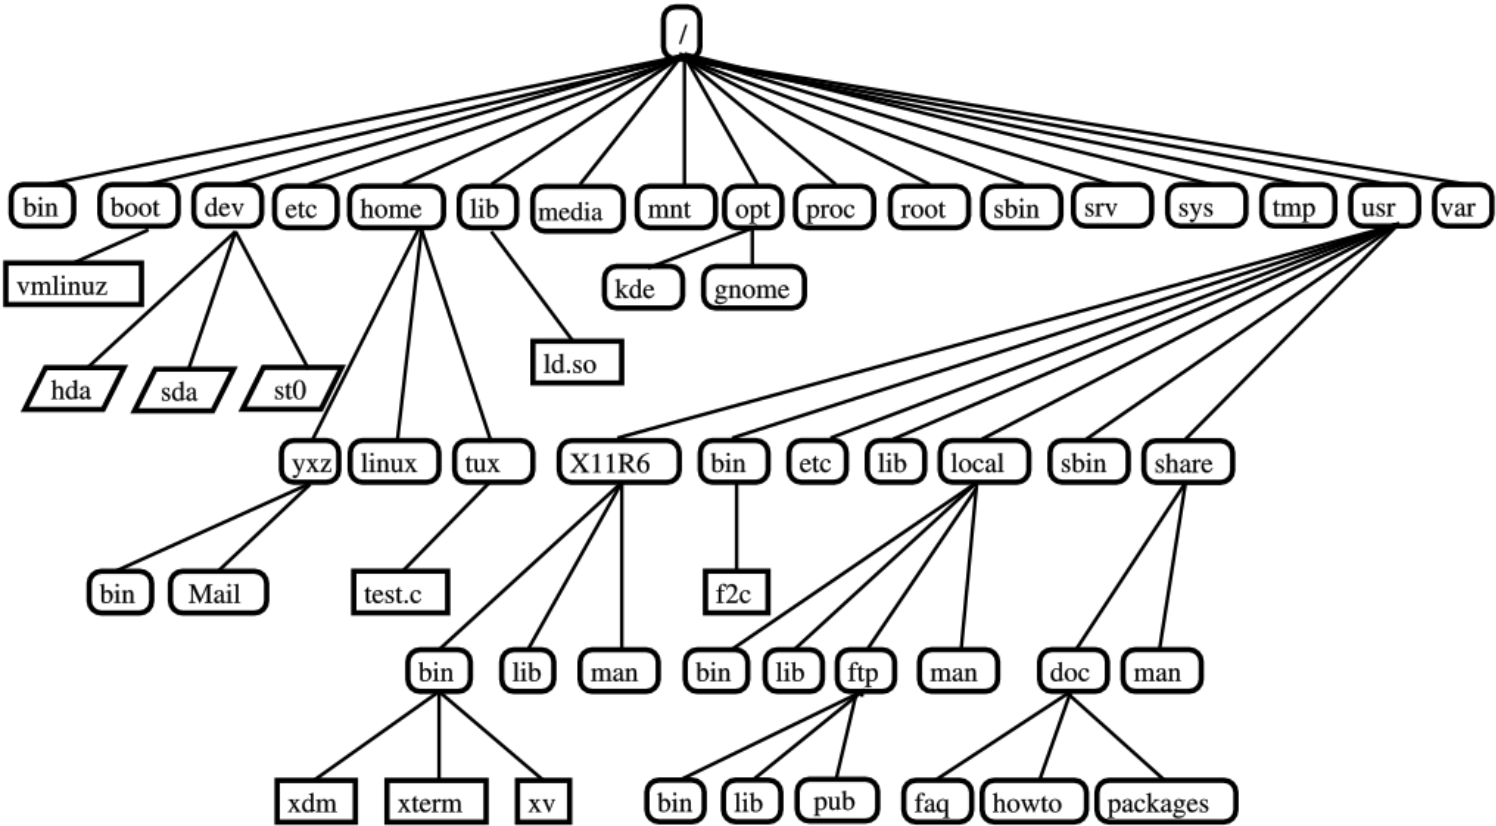 /
bin boot dev etc home lib media mnt opt proc root sbin srv sys tmp usr var
vmlinuz kde gnome
hda sda st0 ld.so
yxz linux tux X11R6 bin etc lib local sbin share
bin Mail test.c f2c
bin lib man bin lib ftp man doc man
xdm xterm xv bin lib pub faq howto packages